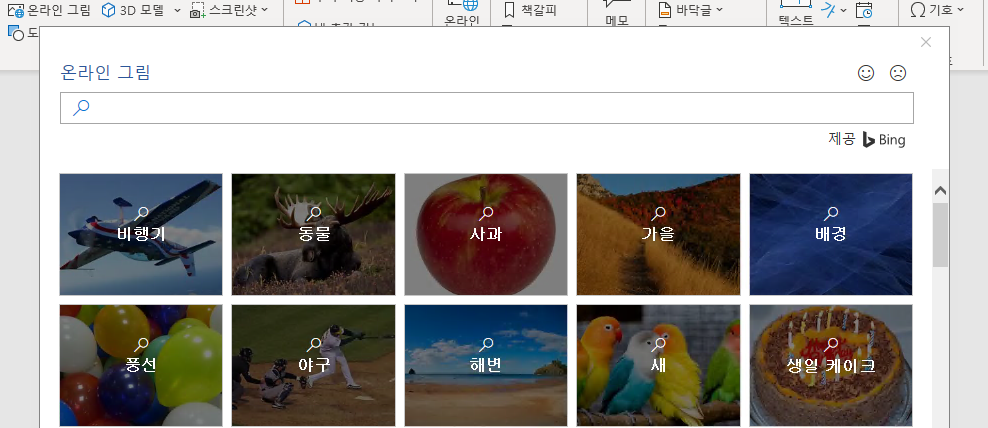 온라인 그림 3D 모델 스크린샷 온라인 책갈피 메모 바닥글 텍스트 기호
온라인 그림
제공 Bing
비행기 동물 사과 가을 배경
풍선 야구 해변 새 생일 케이크